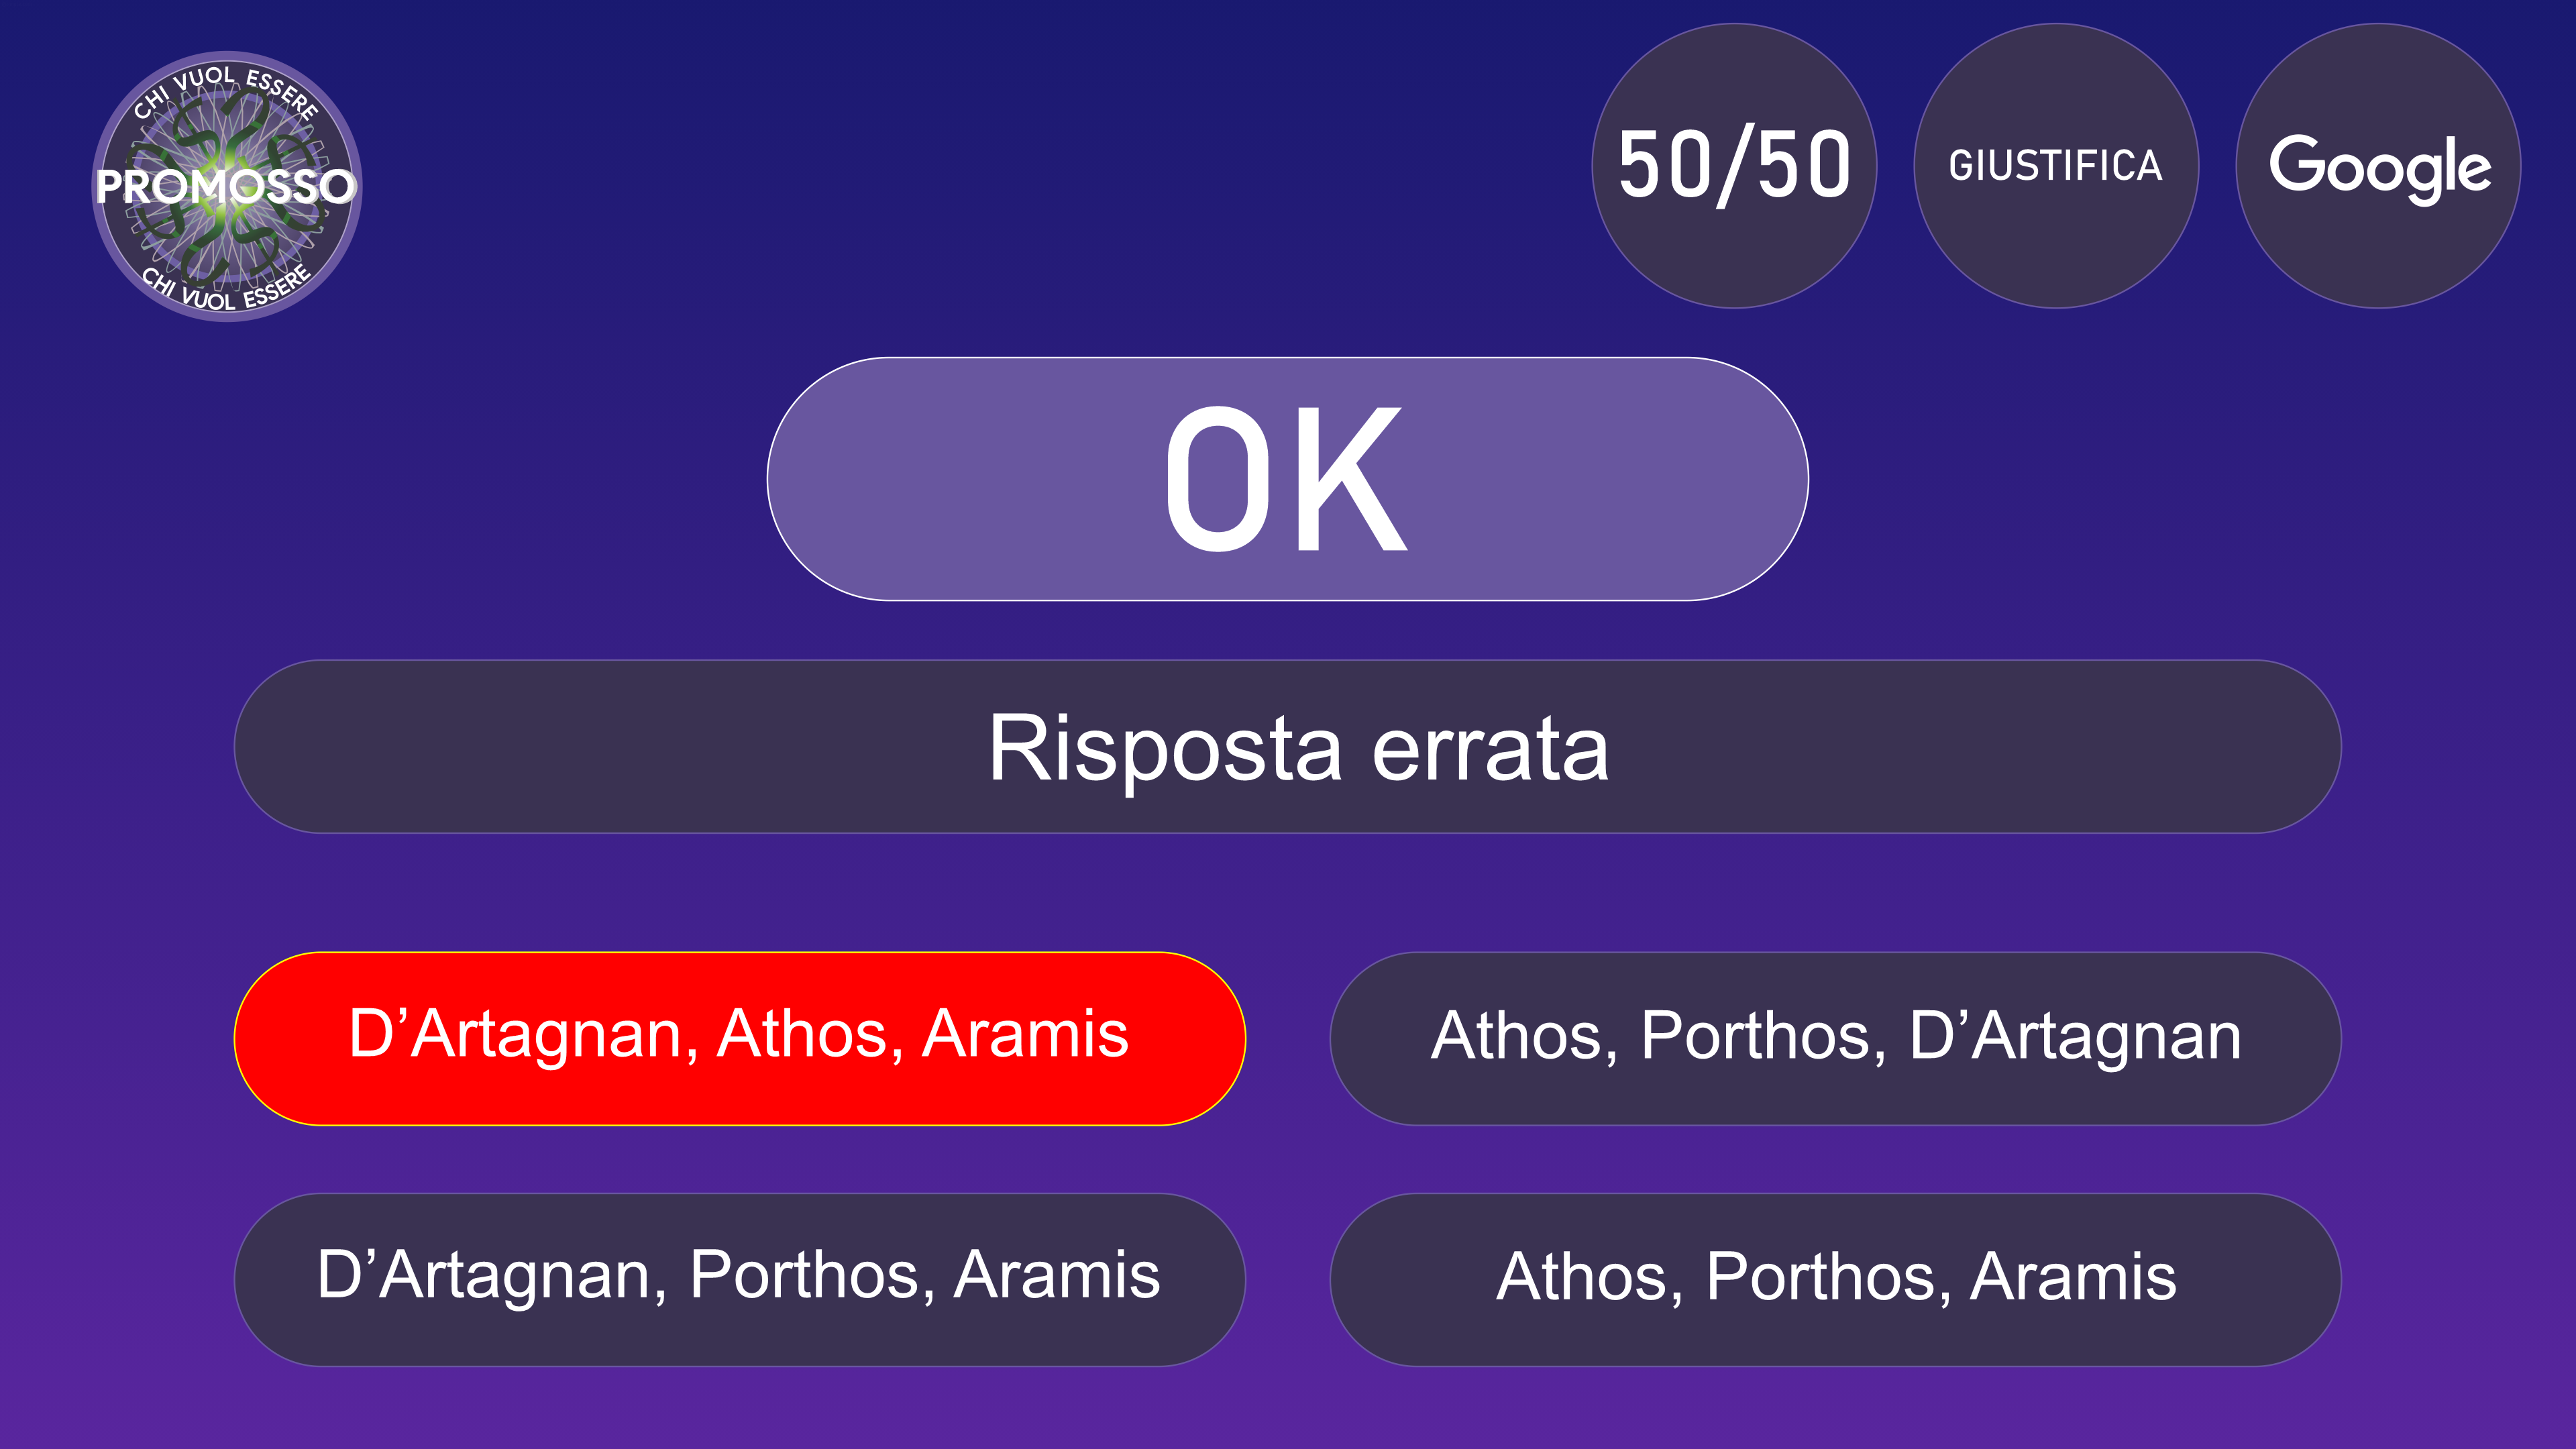 CHI VUOL ESSERE
PROMOSSO
CHI VUOL ESSERE
50/50
GIUSTIFICA
Google
OK
Risposta errata
D’Artagnan, Athos, Aramis
Athos, Porthos, D’Artagnan
D’Artagnan, Porthos, Aramis
Athos, Porthos, Aramis